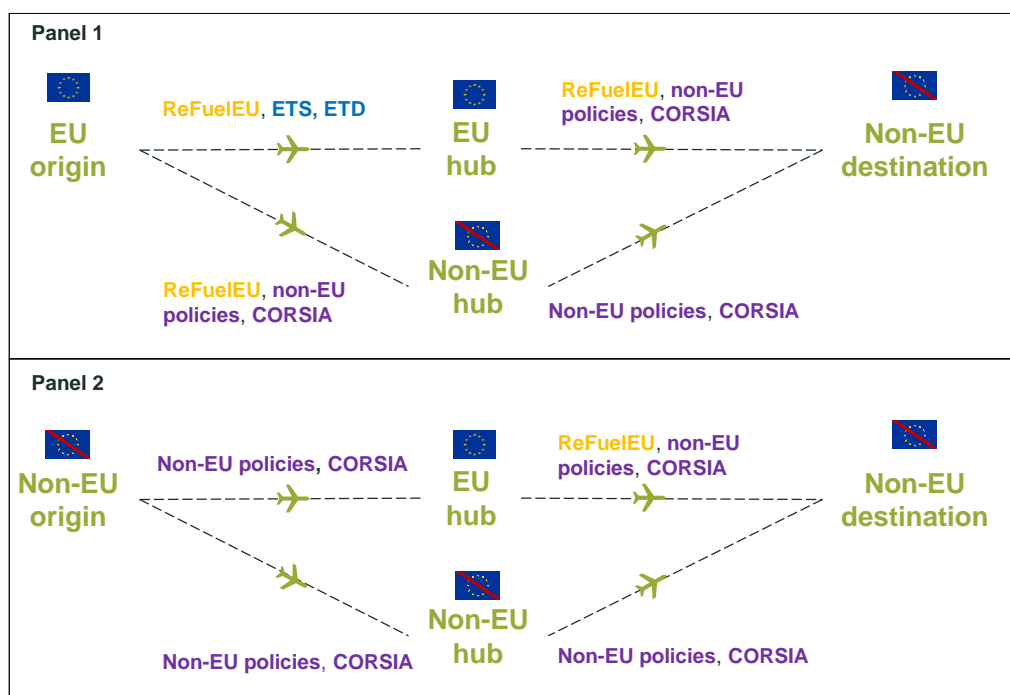 Panel 1
EU
origin
ReFuelEU, ETS, ETD
EU
hub
ReFuelEU, non-EU
policies, CORSIA
Non-EU
destination
ReFuelEU, non-EU
policies, CORSIA
Non-EU
hub
Non-EU policies, CORSIA
Panel 2
Non-EU
origin
Non-EU policies, CORSIA
EU
hub
ReFuelEU, non-EU
policies, CORSIA
Non-EU
destination
Non-EU policies, CORSIA
Non-EU
hub
Non-EU policies, CORSIA